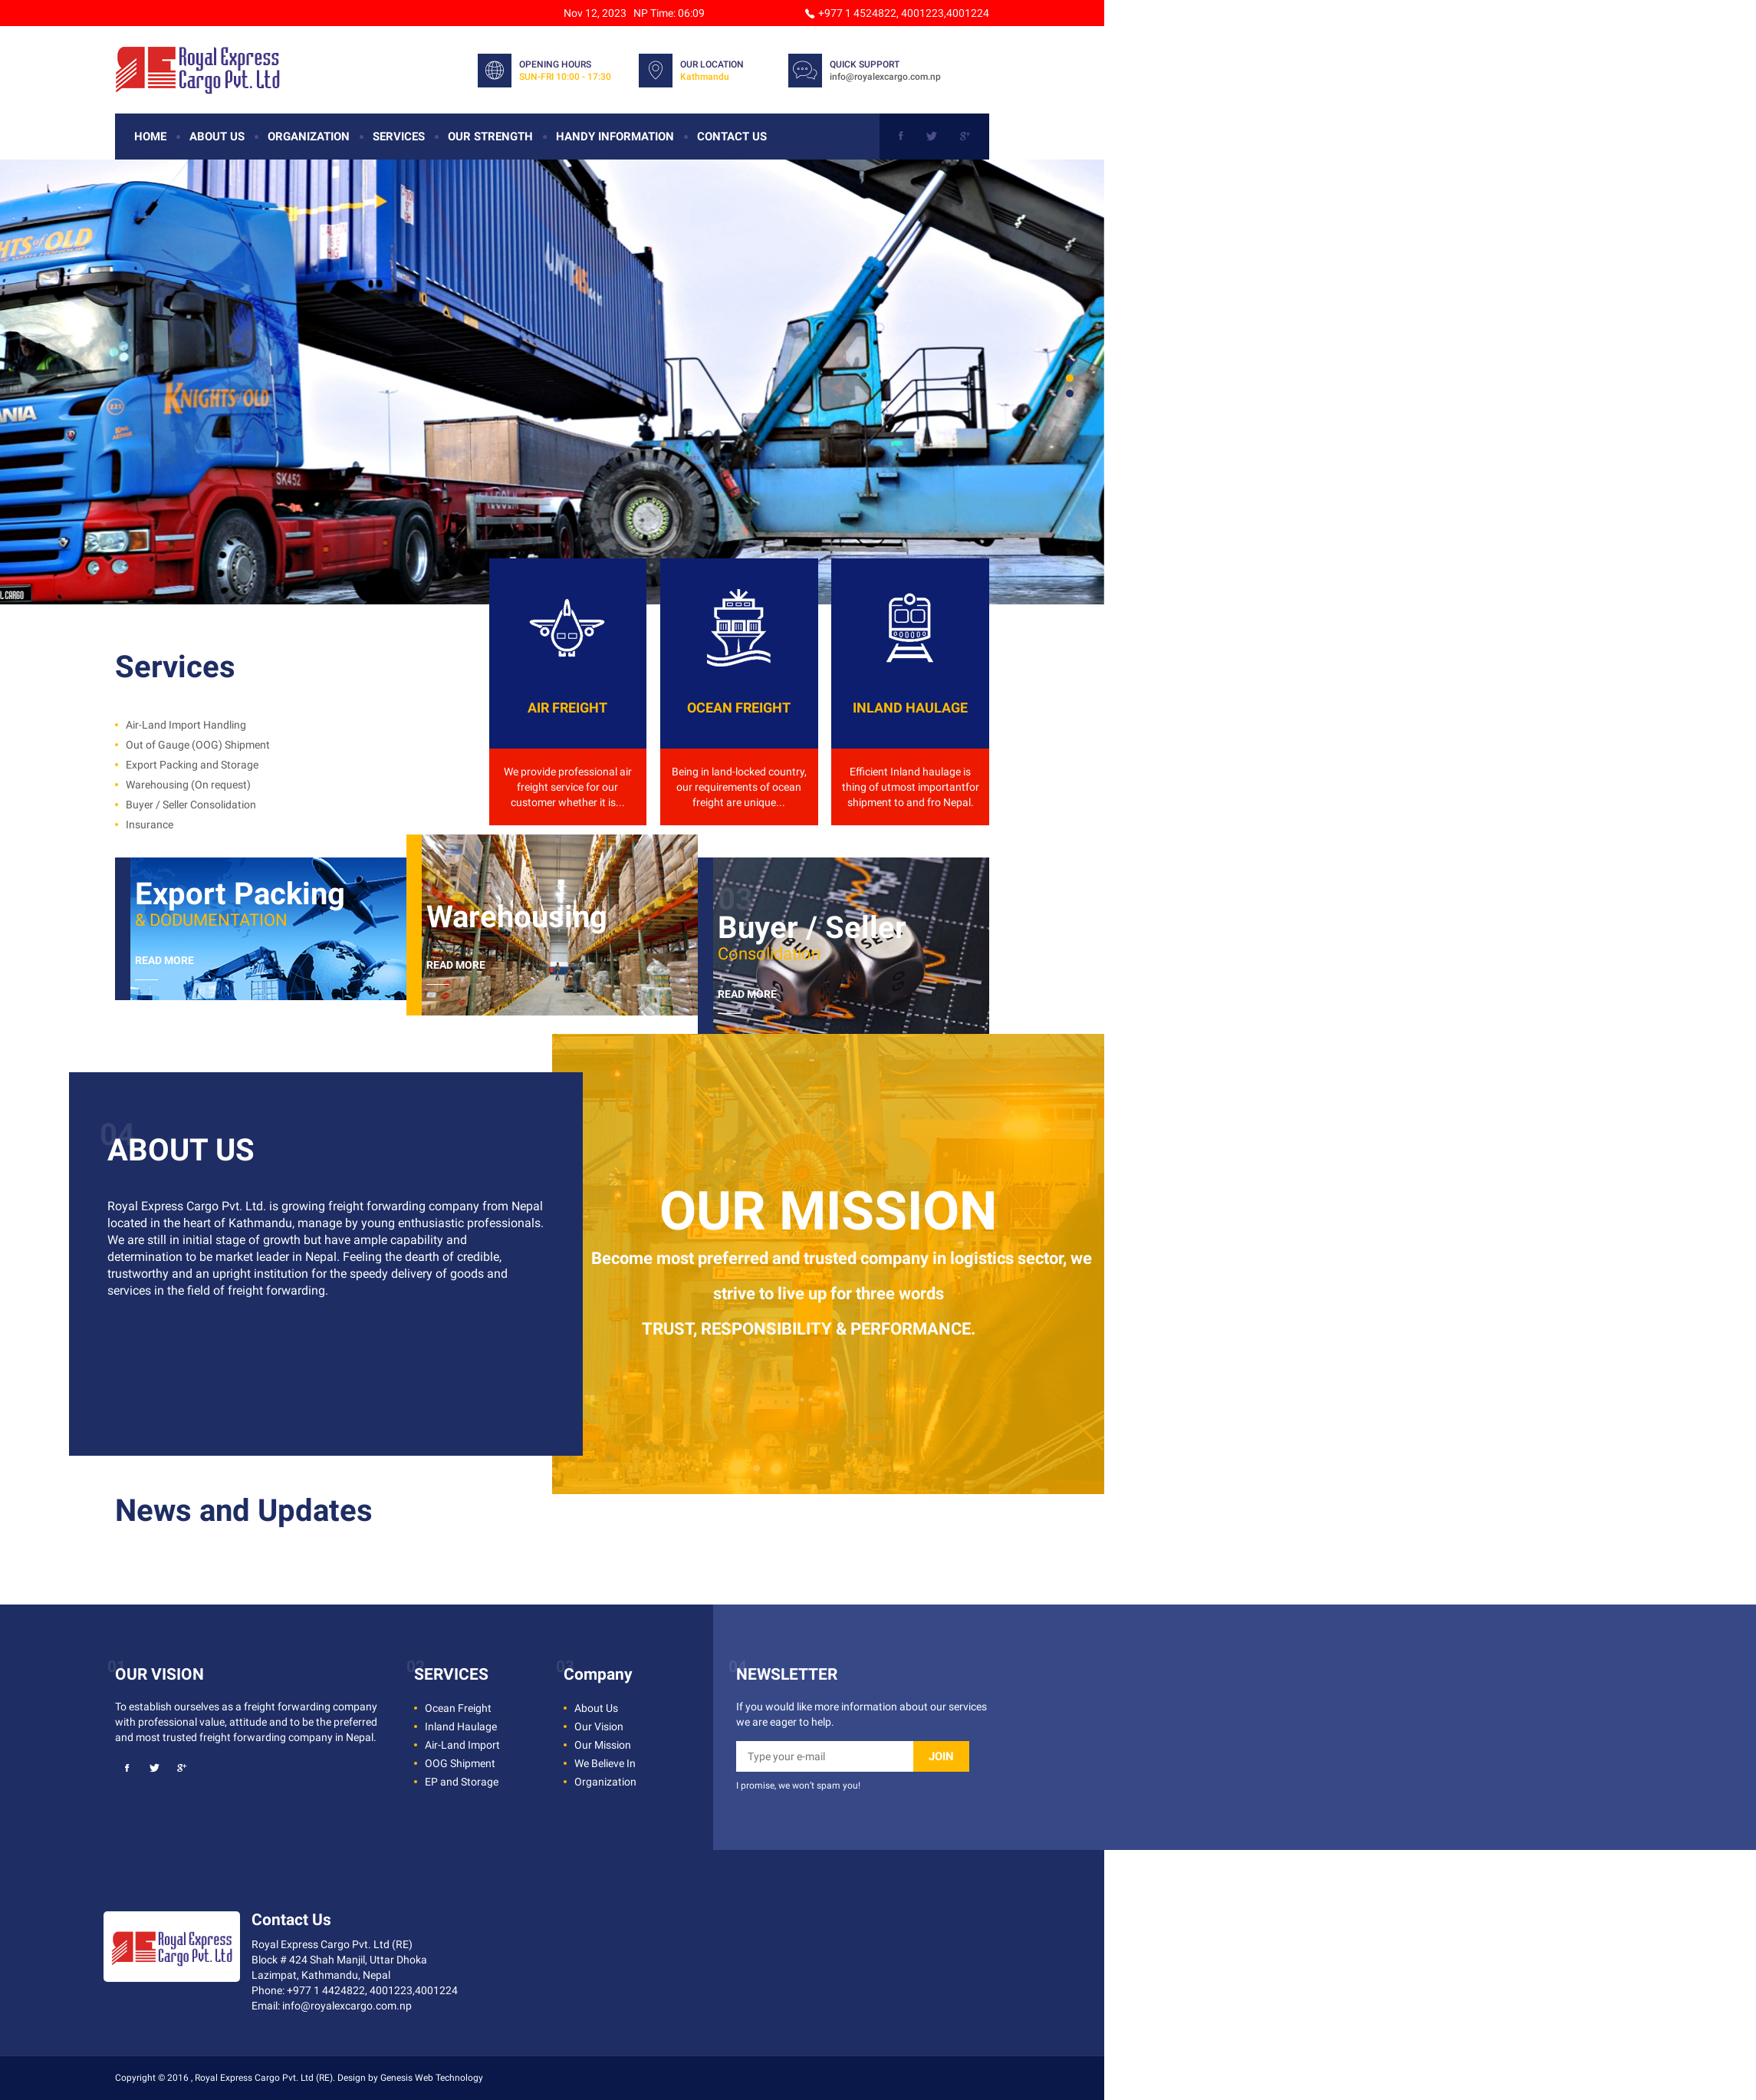 Nov 12, 2023 NP Time: 06:09
+977 1 4524822, 4001223,4001224
Royal Express
Cargo Pvt. Ltd
OPENING HOURS
SUN-FRI 10:00 - 17:30
OUR LOCATION
Kathmandu
QUICK SUPPORT
info@royalexcargo.com.np
HOME
ABOUT US
ORGANIZATION
SERVICES
OUR STRENGTH
HANDY INFORMATION
CONTACT US
KNIGHTS of OLD
SK452
221
Services
Air-Land Import Handling
Out of Gauge (OOG) Shipment
Export Packing and Storage
Warehousing (On request)
Buyer / Seller Consolidation
Insurance
AIR FREIGHT
We provide professional air
freight service for our
customer whether it is...
OCEAN FREIGHT
Being in land-locked country,
our requirements of ocean
freight are unique...
INLAND HAULAGE
Efficient Inland haulage is
thing of utmost importantfor
shipment to and fro Nepal.
Export Packing
& DODUMENTATION
READ MORE
Warehousing
READ MORE
03
Buyer / Seller
Consolidation
READ MORE
04
ABOUT US
Royal Express Cargo Pvt. Ltd. is growing freight forwarding company from Nepal
located in the heart of Kathmandu, manage by young enthusiastic professionals.
We are still in initial stage of growth but have ample capability and
determination to be market leader in Nepal. Feeling the dearth of credible,
trustworthy and an upright institution for the speedy delivery of goods and
services in the field of freight forwarding.
OUR MISSION
Become most preferred and trusted company in logistics sector, we
strive to live up for three words
TRUST, RESPONSIBILITY & PERFORMANCE.
News and Updates
01
OUR VISION
To establish ourselves as a freight forwarding company
with professional value, attitude and to be the preferred
and most trusted freight forwarding company in Nepal.
02
SERVICES
Ocean Freight
Inland Haulage
Air-Land Import
OOG Shipment
EP and Storage
03
Company
About Us
Our Vision
Our Mission
We Believe In
Organization
04
NEWSLETTER
If you would like more information about our services
we are eager to help.
Type your e-mail
JOIN
I promise, we won't spam you!
Royal Express
Cargo Pvt. Ltd
Contact Us
Royal Express Cargo Pvt. Ltd (RE)
Block # 424 Shah Manjil, Uttar Dhoka
Lazimpat, Kathmandu, Nepal
Phone: +977 1 4424822, 4001223,4001224
Email: info@royalexcargo.com.np
Copyright © 2016 , Royal Express Cargo Pvt. Ltd (RE). Design by Genesis Web Technology